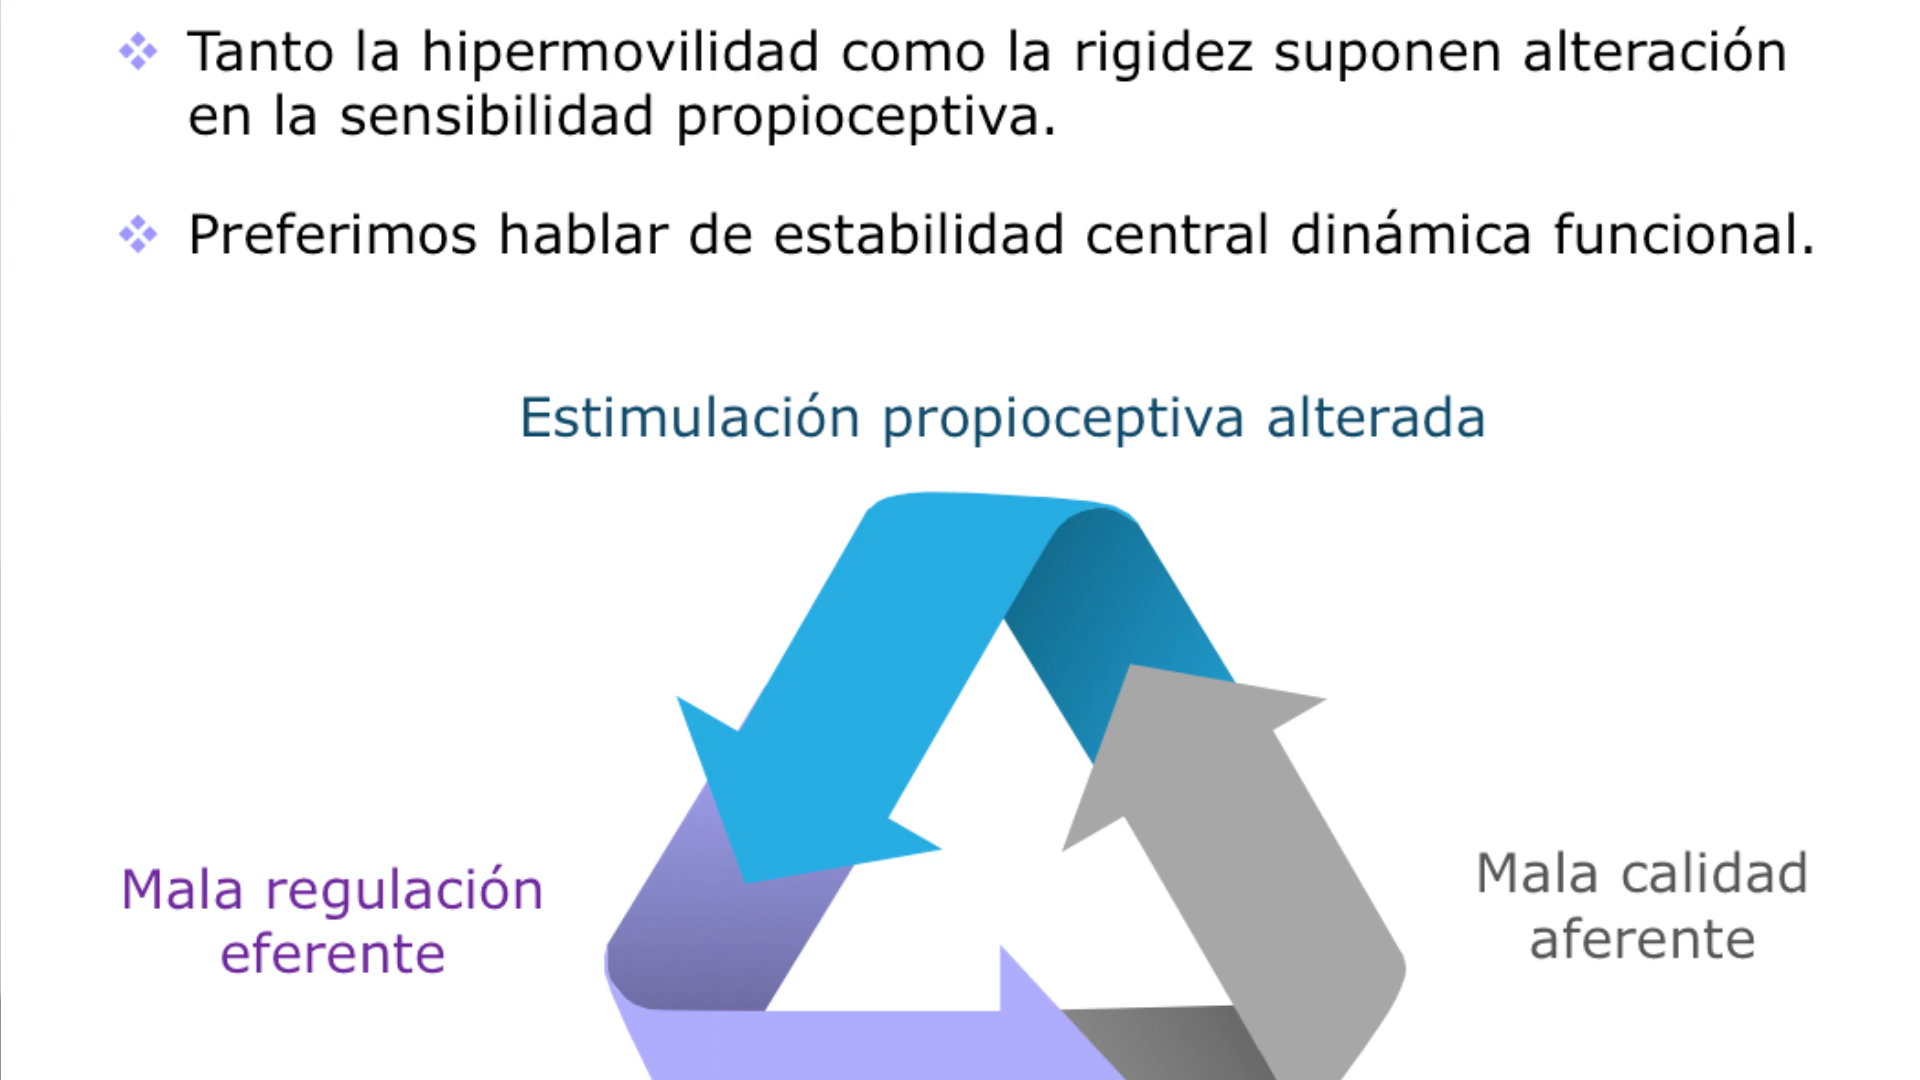 Tanto la hipermovilidad como la rigidez suponen alteración
en la sensibilidad propioceptiva.
Preferimos hablar de estabilidad central dinámica funcional.
Estimulación propioceptiva alterada
Mala regulación
eferente
Mala calidad
aferente